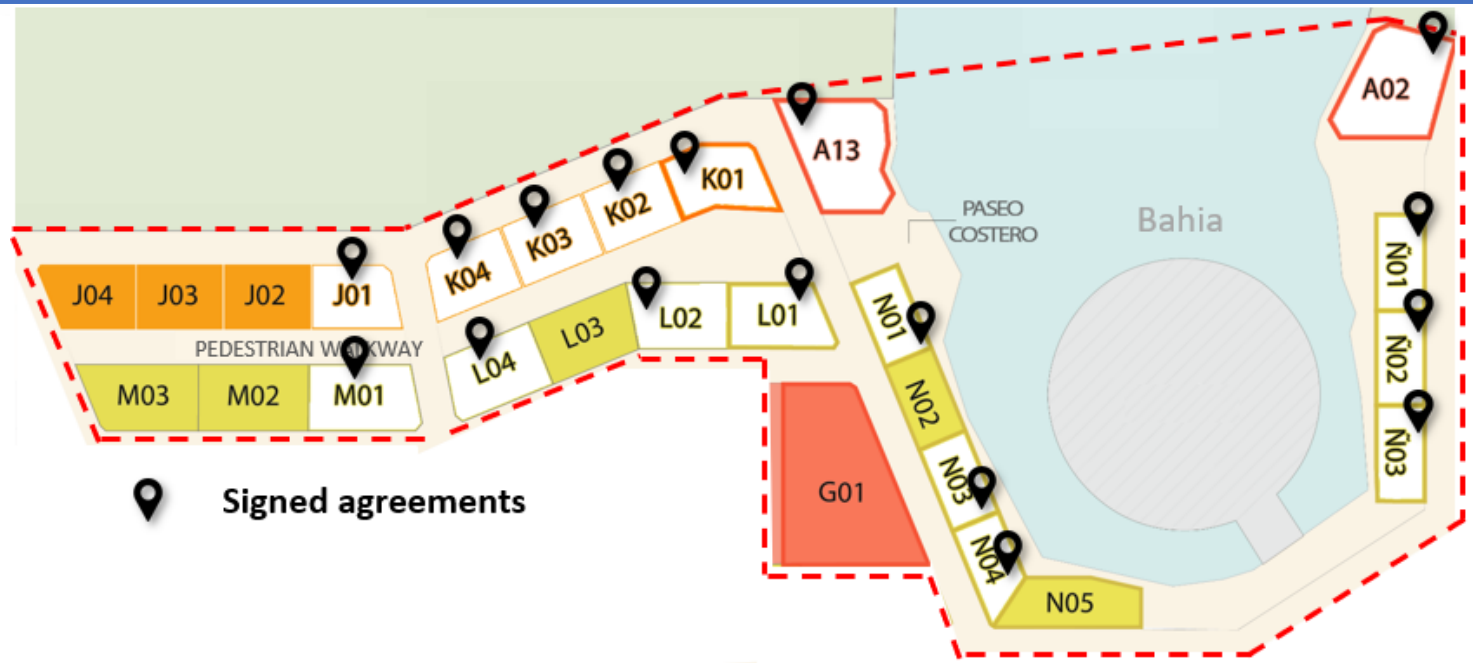 A02
A13
K01
K02
K03
K04
PASEO
COSTERO
Bahia
J04
J03
J02
J01
L01
L02
L03
L04
PEDESTRIAN WALKWAY
M03
M02
M01
N01
N02
N03
N04
N05
Ñ01
Ñ02
Ñ03
G01
Signed agreements